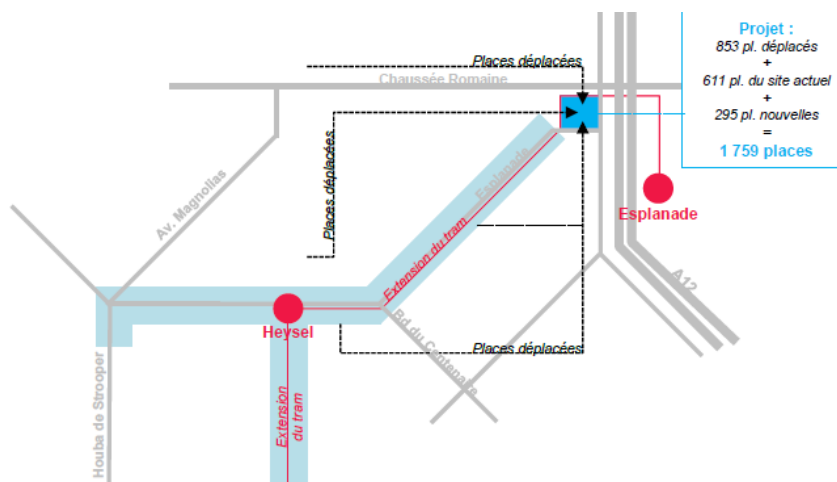 Projet :
853 pl. déplacés
+
611 pl. du site actuel
+
295 pl. nouvelles
=
1 759 places
Places déplacées
Chaussée Romaine
Places déplacées
Av. Magnolias
Esplanade
Esplanade
Extension du tram
A12
Heysel
Bd du Centenaire
Places déplacées
Houba de Strooper
Extension
du tram